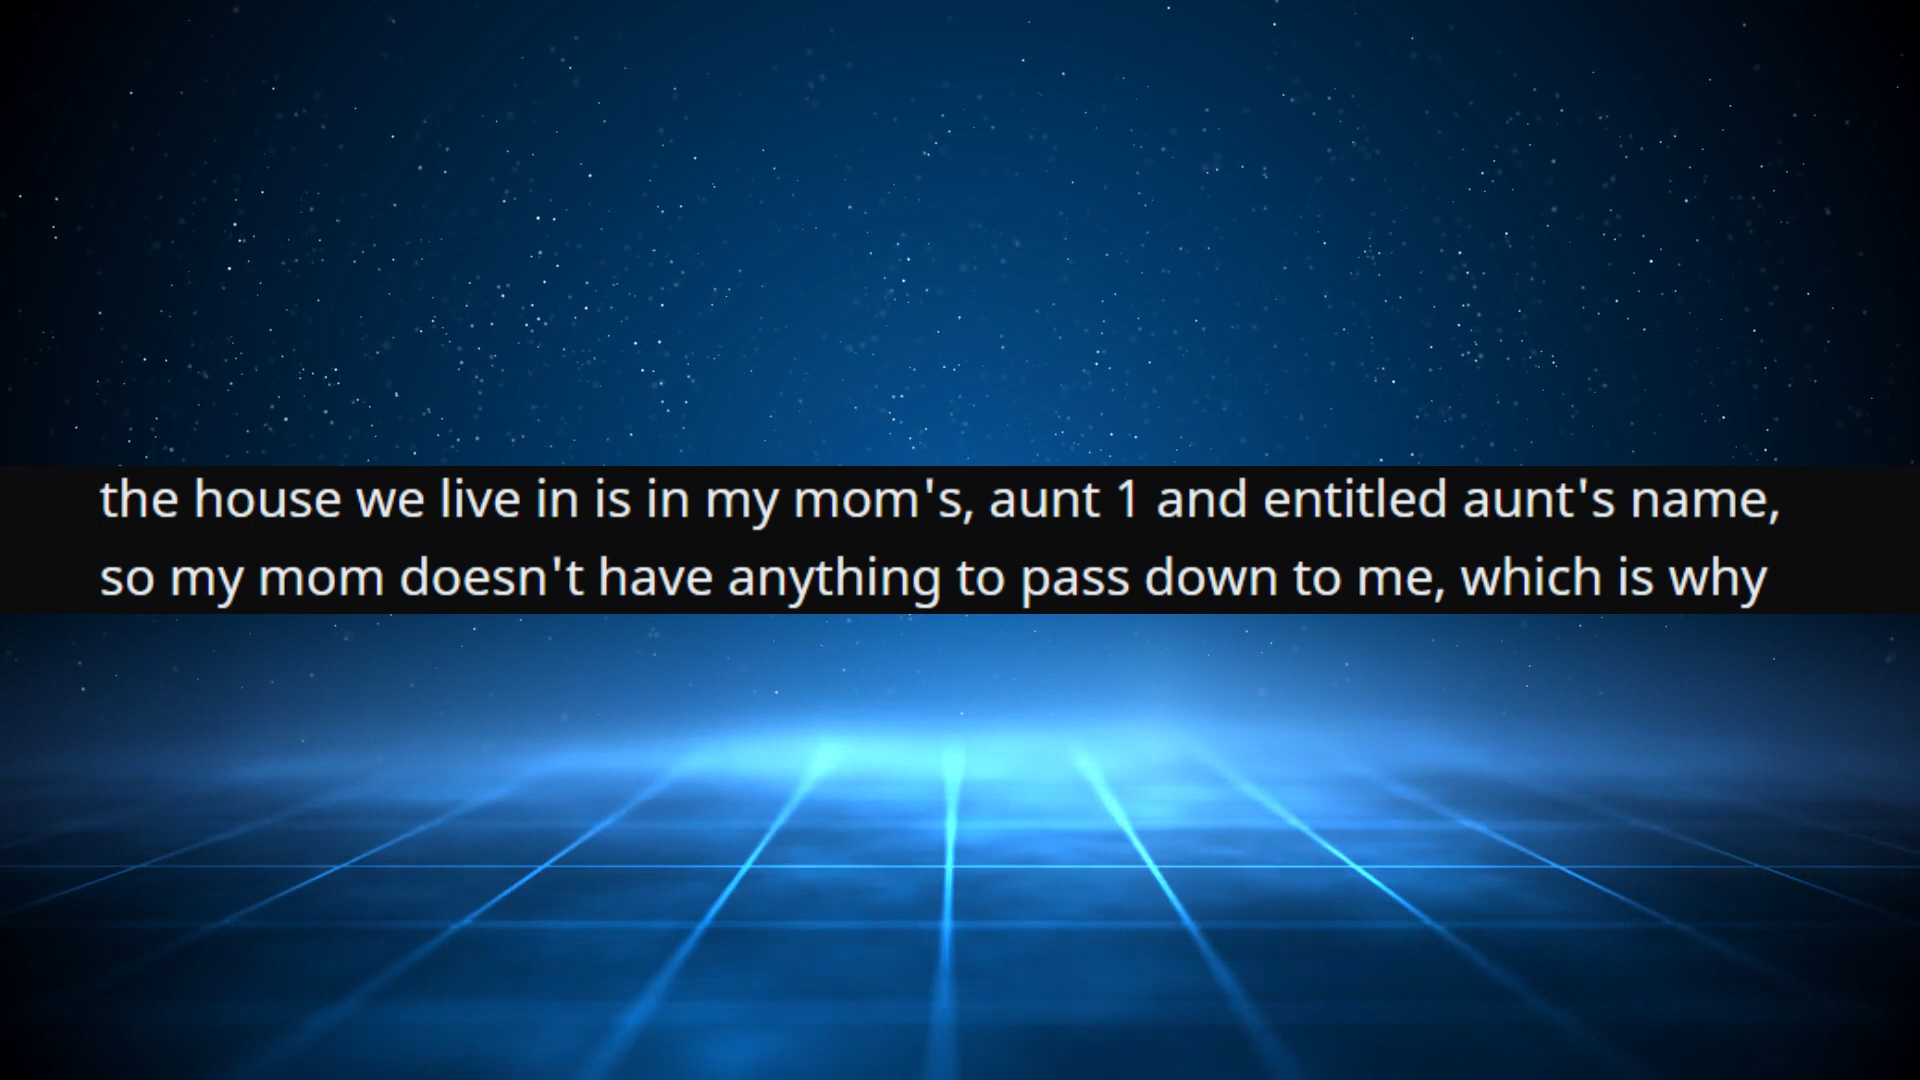 the house we live in is in my mom's, aunt 1 and entitled aunt's name,
so my mom doesn't have anything to pass down to me, which is why